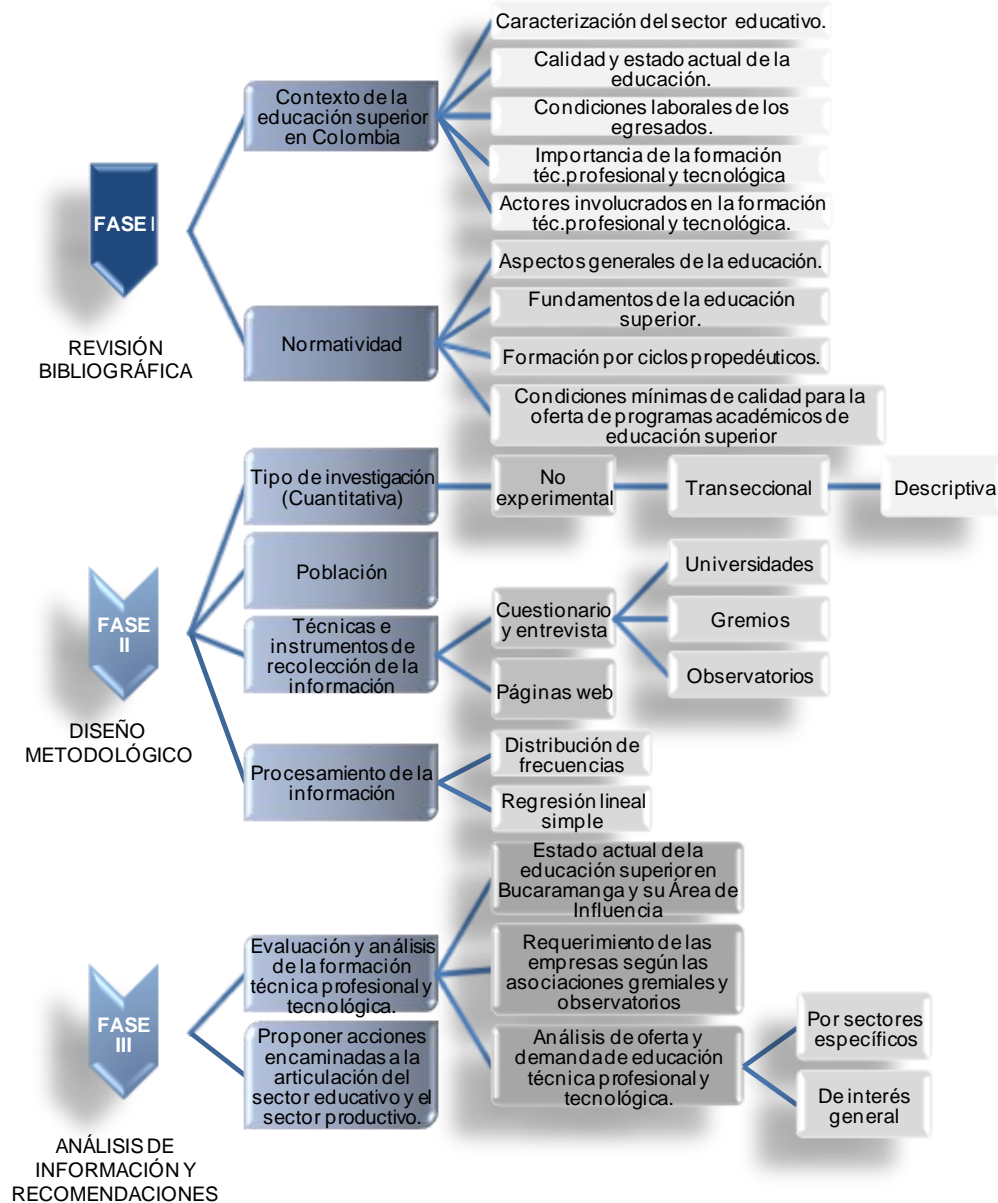 FASE I
REVISIÓN
BIBLIOGRÁFICA
Contexto de la
educación superior
en Colombia
Caracterización del sector educativo.
Calidad y estado actual de la
educación.
Condiciones laborales de los
egresados.
Importancia de la formación
téc.profesional y tecnológica
Actores involucrados en la formación
téc.profesional y tecnológica.
Normatividad
Aspectos generales de la educación.
Fundamentos de la educación
superior.
Formación por ciclos propedéuticos.
Condiciones mínimas de calidad para la
oferta de programas académicos de
educación superior
FASE
II
DISEÑO
METODOLÓGICO
Tipo de investigación
(Cuantitativa)
No
experimental
Transeccional
Descriptiva
Población
Técnicas e
instrumentos de
recolección de la
información
Cuestionario
y entrevista
Universidades
Gremios
Observatorios
Páginas web
Procesamiento de la
información
Distribución de
frecuencias
Regresión lineal
simple
FASE
III
ANÁLISIS DE
INFORMACIÓN Y
RECOMENDACIONES
Evaluación y análisis
de la formación
técnica profesional y
tecnológica.
Estado actual de la
educación superior en
Bucaramanga y su Área de
Influencia
Requerimiento de las
empresas según las
asociaciones gremiales y
observatorios
Análisis de oferta y
demanda de educación
técnica profesional y
tecnológica.
Por sectores
específicos
De interés
general
Proponer acciones
encaminadas a la
articulación del
sector educativo y el
sector productivo.